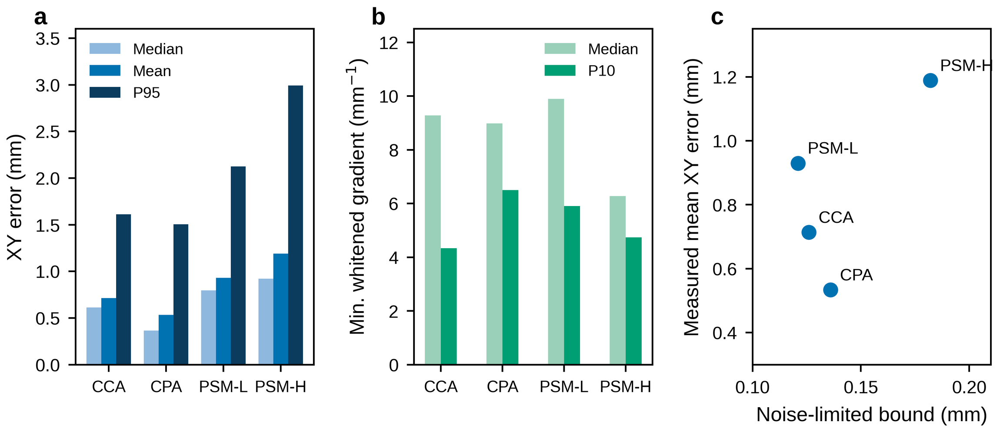 a
XY error (mm)
3.5
3.0
2.5
2.0
1.5
1.0
0.5
0.0
Median
Mean
P95
CCA CPA PSM-L PSM-H
b
Min. whitened gradient (mm⁻¹)
12
10
8
6
4
2
0
Median
P10
CCA CPA PSM-L PSM-H
c
Measured mean XY error (mm)
1.2
1.0
0.8
0.6
0.4
PSM-H
PSM-L
CCA
CPA
0.10 0.15 0.20
Noise-limited bound (mm)